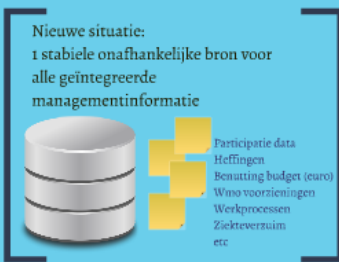 Nieuwe situatie:
1 stabiele onafhankelijke bron voor
alle geïntegreerde
managementinformatie
Participatie data
Heffingen
Benutting budget (euro)
Wmo voorzieningen
Werkprocessen
Ziekteverzuim
etc